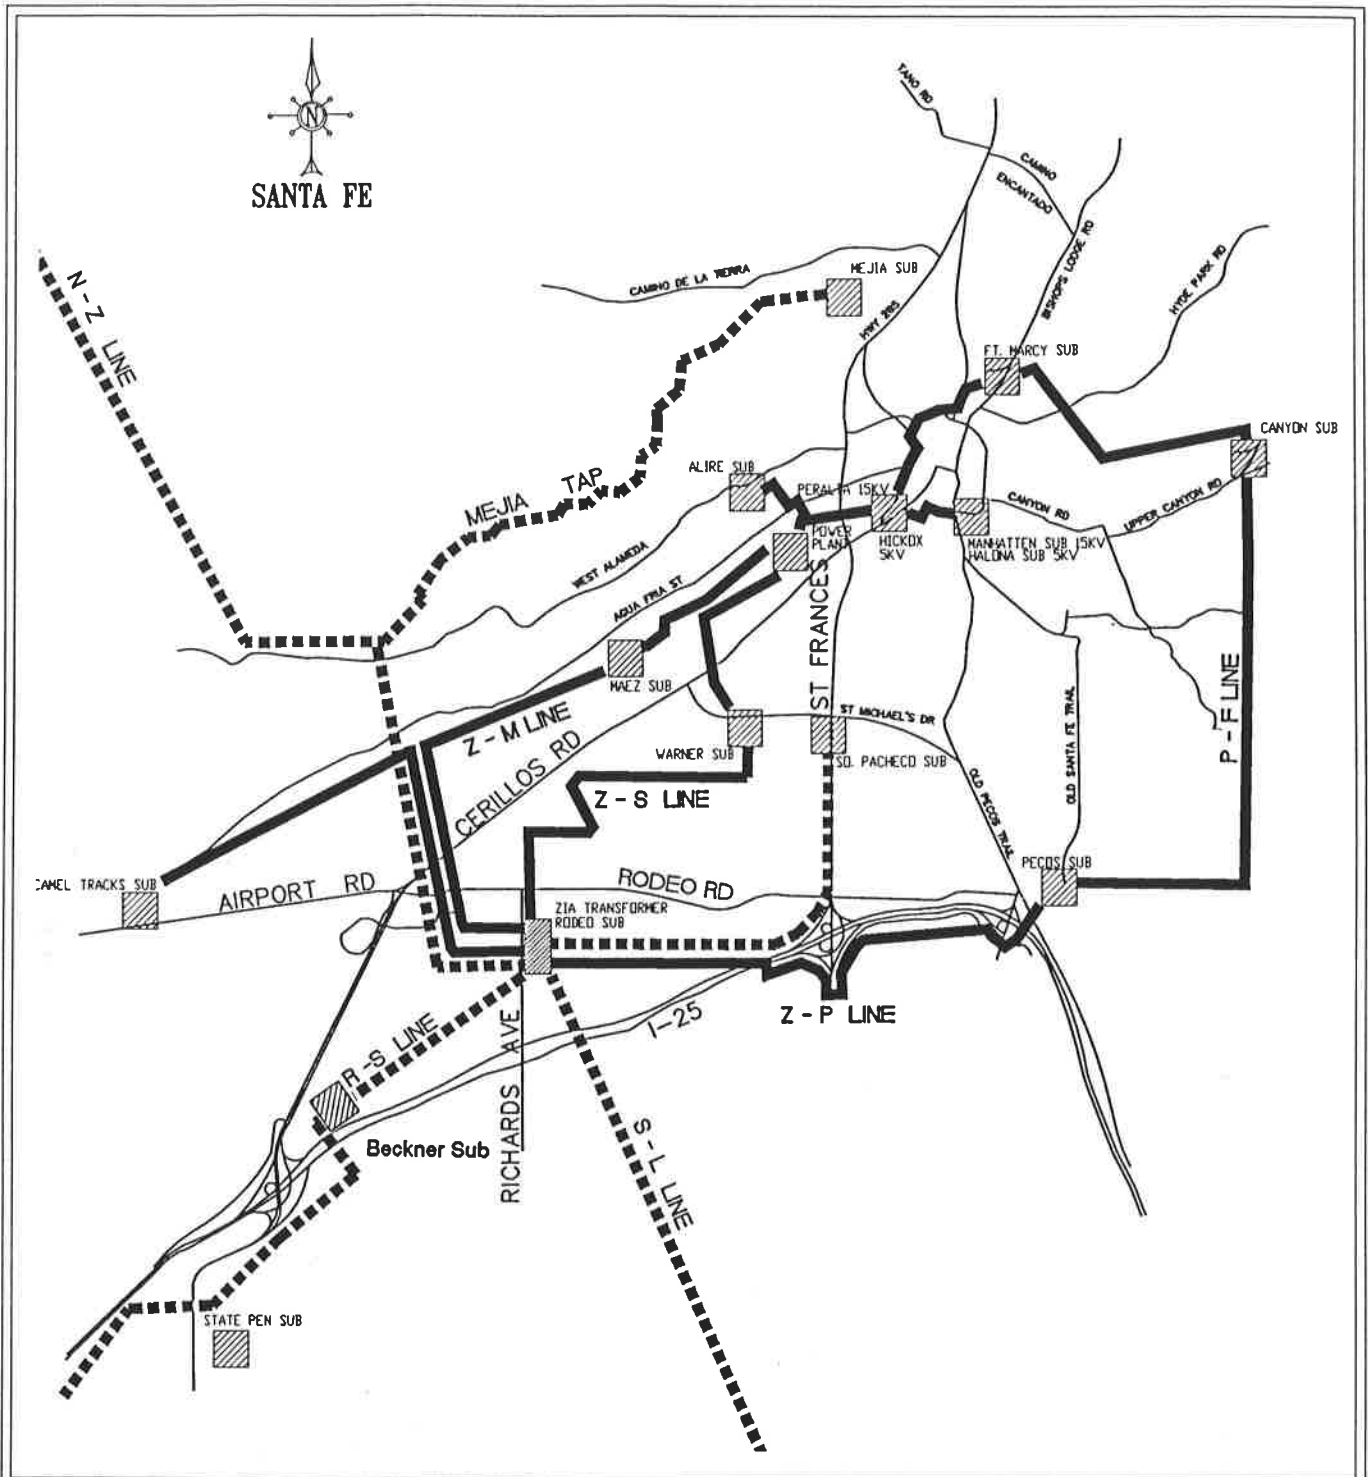 N
SANTA FE
TANO RD
CAMINO
ENCANTADO
BISHOPS LODGE RD
HYDE PARK RD
N - Z LINE
CAMINO DE LA TIERRA
MEJIA SUB
HWY 285
FT. MARCY SUB
CANYON SUB
ALIRE SUB
MEJIA TAP
PERALTA 15KV
CANYON RD
UPPER CANYON RD
POWER
PLANT
HICKOX
5KV
MANHATTEN SUB 15KV
HALONA SUB 5KV
WEST ALAMEDA
AGUA FRIA ST
ST FRANCES
MAEZ SUB
Z - M LINE
CERILLOS RD
ST MICHAEL'S DR
WARNER SUB
SO. PACHECO SUB
OLD SANTA FE TRAIL
P - F LINE
Z - S LINE
OLD PECOS TRAIL
PECOS SUB
CAMEL TRACKS SUB
AIRPORT RD
RODEO RD
ZIA TRANSFORMER
RODEO SUB
Z - P LINE
I-25
R - S LINE
RICHARDS AVE
Beckner Sub
S - L LINE
STATE PEN SUB